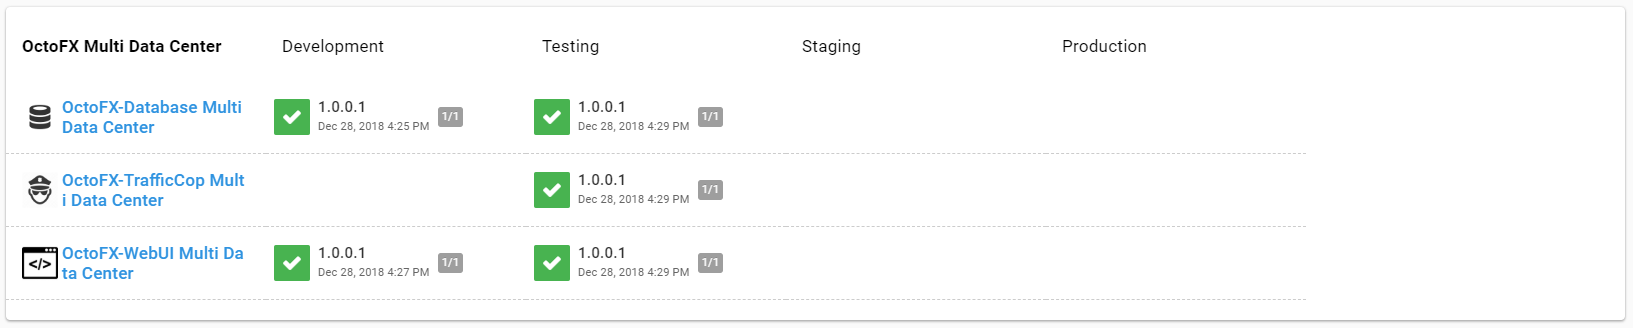 OctoFX Multi Data Center Development Testing Staging Production
OctoFX-Database Multi
Data Center
1.0.0.1
Dec 28, 2018 4:25 PM
1/1
1.0.0.1
Dec 28, 2018 4:29 PM
1/1
OctoFX-TrafficCop Mult
i Data Center
1.0.0.1
Dec 28, 2018 4:29 PM
1/1
OctoFX-WebUI Multi Da
ta Center
</>
1.0.0.1
Dec 28, 2018 4:27 PM
1/1
1.0.0.1
Dec 28, 2018 4:29 PM
1/1